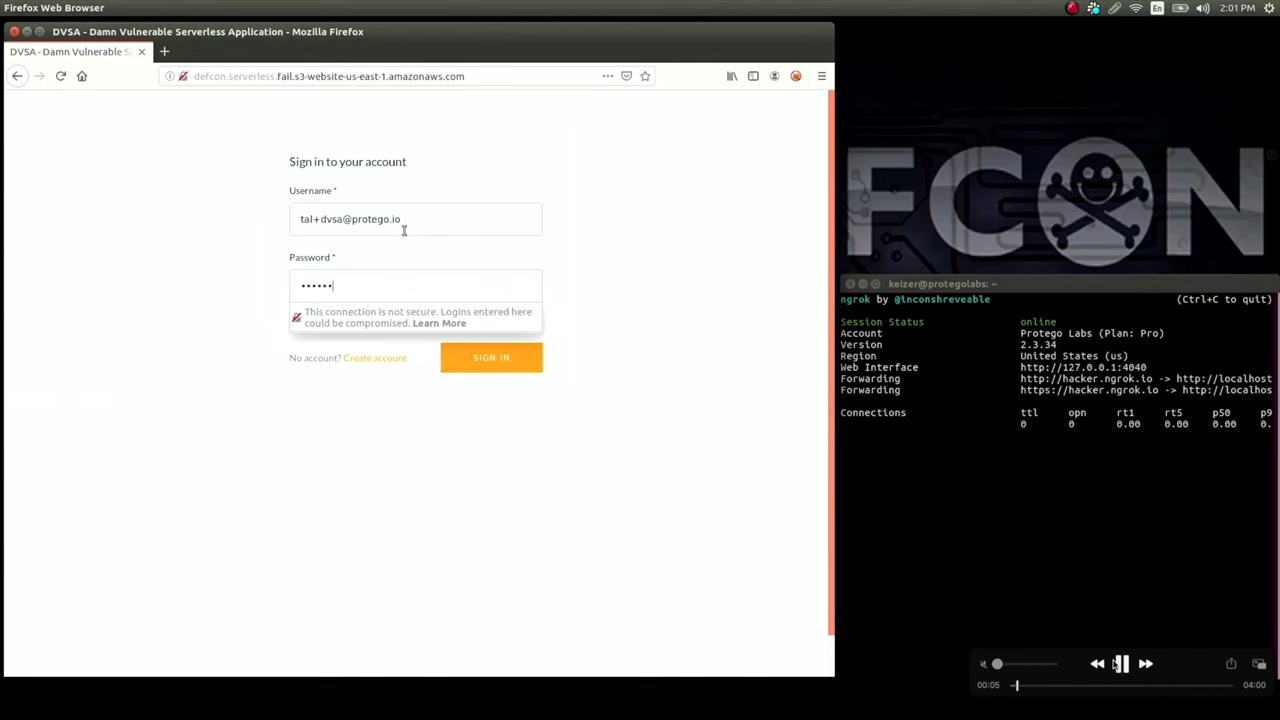 Firefox Web Browser
En
2:01 PM
DVSA - Damn Vulnerable Serverless Application - Mozilla Firefox
DVSA - Damn Vulnerable S
defcon.serverless.fail.s3-website-us-east-1.amazonaws.com
Sign in to your account
Username *
tal+dvsa@protego.io
Password *
••••••
This connection is not secure. Logins entered here
could be compromised. Learn More
No account? Create account
SIGN IN
FCON
keizer@protegolabs: ~
ngrok by @inconshreveable (Ctrl+C to quit)
Session Status online
Account Protego Labs (Plan: Pro)
Version 2.3.34
Region United States (us)
Web Interface http://127.0.0.1:4040
Forwarding http://hacker.ngrok.io -> http://localhost
Forwarding https://hacker.ngrok.io -> http://localhos
Connections ttl opn rt1 rt5 p50 p9
0 0 0.00 0.00 0.00 0.
00:05
04:00